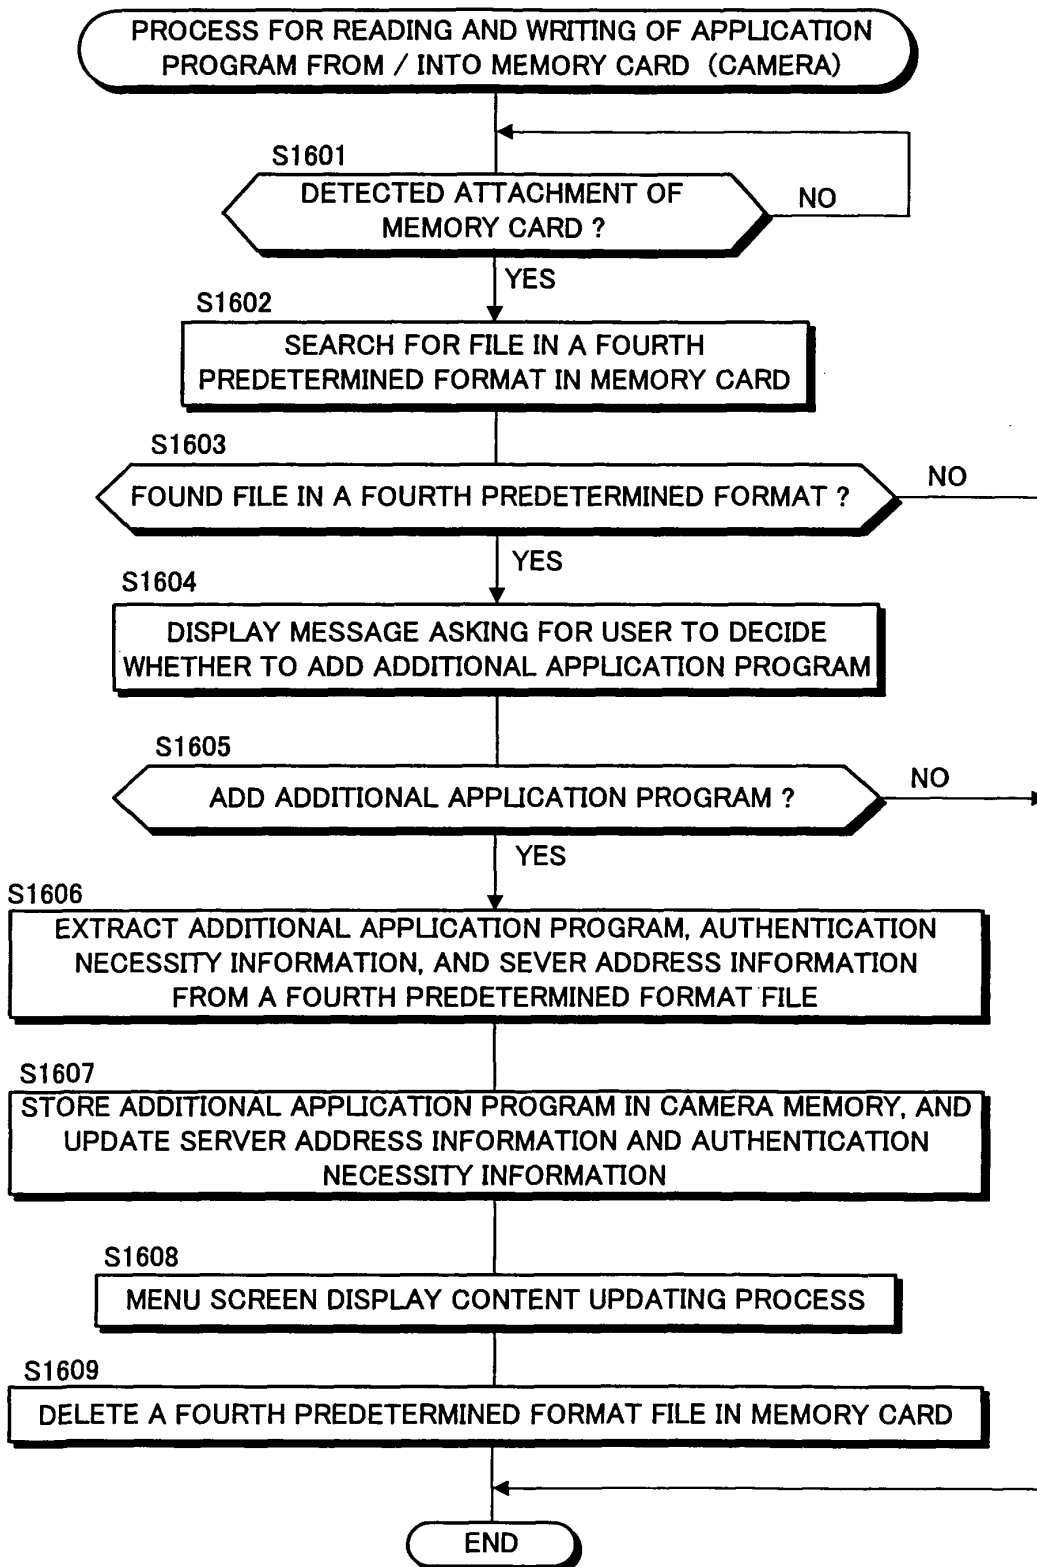 PROCESS FOR READING AND WRITING OF APPLICATION
PROGRAM FROM / INTO MEMORY CARD (CAMERA)
S1601
DETECTED ATTACHMENT OF
MEMORY CARD ?
NO
YES
S1602
SEARCH FOR FILE IN A FOURTH
PREDETERMINED FORMAT IN MEMORY CARD
S1603
FOUND FILE IN A FOURTH PREDETERMINED FORMAT ?
NO
YES
S1604
DISPLAY MESSAGE ASKING FOR USER TO DECIDE
WHETHER TO ADD ADDITIONAL APPLICATION PROGRAM
S1605
ADD ADDITIONAL APPLICATION PROGRAM ?
NO
YES
S1606
EXTRACT ADDITIONAL APPLICATION PROGRAM, AUTHENTICATION
NECESSITY INFORMATION, AND SEVER ADDRESS INFORMATION
FROM A FOURTH PREDETERMINED FORMAT FILE
S1607
STORE ADDITIONAL APPLICATION PROGRAM IN CAMERA MEMORY, AND
UPDATE SERVER ADDRESS INFORMATION AND AUTHENTICATION
NECESSITY INFORMATION
S1608
MENU SCREEN DISPLAY CONTENT UPDATING PROCESS
S1609
DELETE A FOURTH PREDETERMINED FORMAT FILE IN MEMORY CARD
END